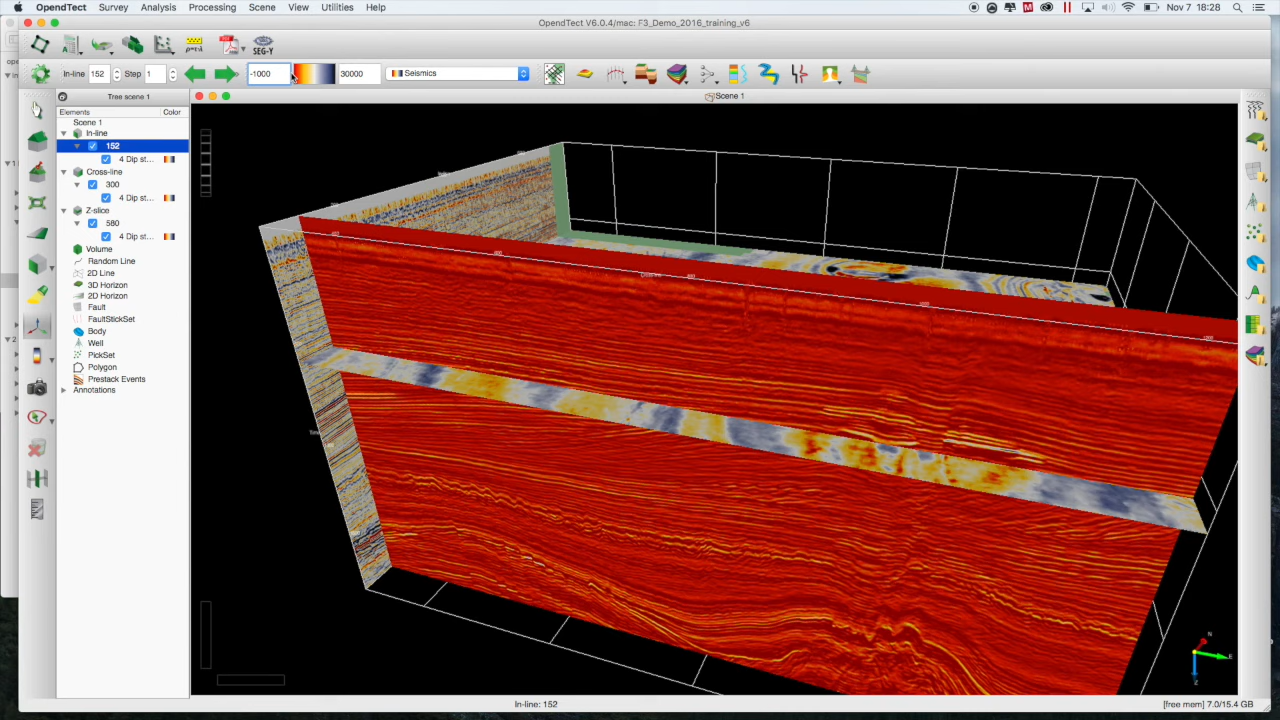 OpendTect Survey Analysis Processing Scene View Utilities Help Nov 7 18:28
OpendTect V6.0.4/mac: F3_Demo_2016_training_v6
ρ=f(x)
PDF
SEG-Y
In-line 152 Step 1 -1000 30000 Seismics
Tree scene 1
Scene 1
Elements Color
Scene 1
In-line
152
4 Dip st...
Cross-line
300
4 Dip st...
Z-slice
580
4 Dip st...
Volume
Random Line
2D Line
3D Horizon
2D Horizon
Fault
FaultStickSet
Body
Well
PickSet
Polygon
Prestack Events
Annotations
N
E
Z
In-line: 152
[free mem] 7.0/15.4 GB